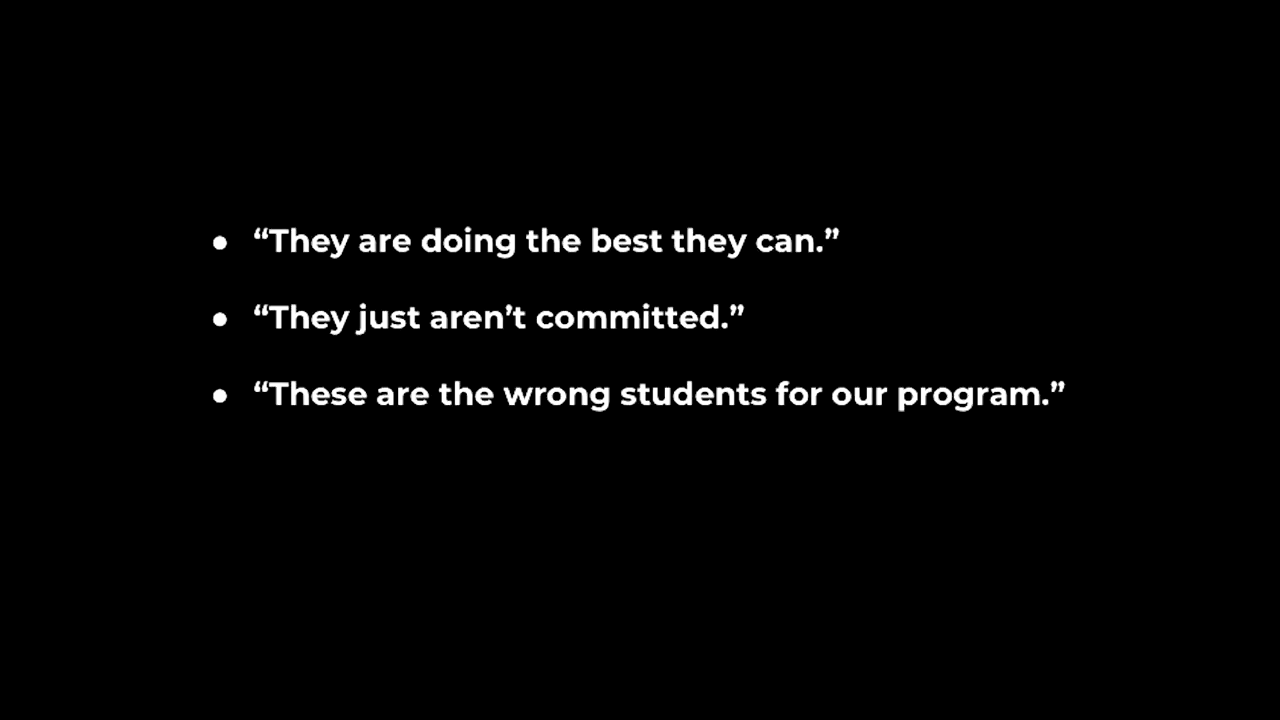 ● “They are doing the best they can.”
● “They just aren’t committed.”
● “These are the wrong students for our program.”